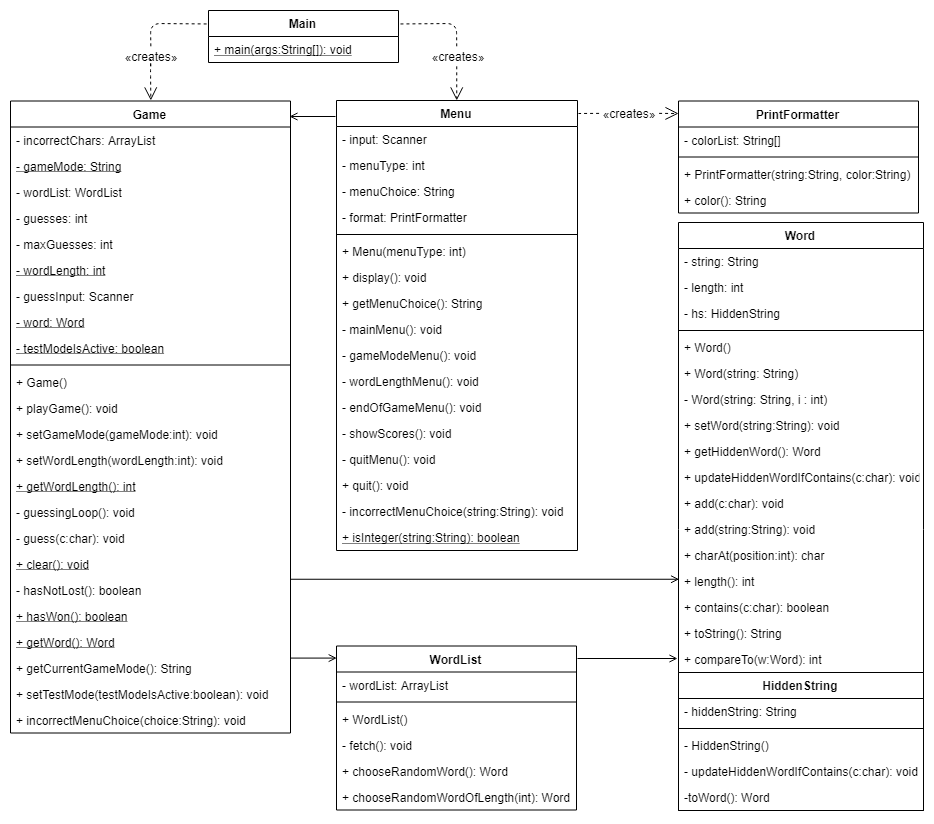 Main
+ main(args:String[]): void
«creates»
«creates»
Game
- incorrectChars: ArrayList
- gameMode: String
- wordList: WordList
- guesses: int
- maxGuesses: int
- wordLength: int
- guessInput: Scanner
- word: Word
- testModeIsActive: boolean
+ Game()
+ playGame(): void
+ setGameMode(gameMode:int): void
+ setWordLength(wordLength:int): void
+ getWordLength(): int
- guessingLoop(): void
- guess(c:char): void
+ clear(): void
- hasNotLost(): boolean
+ hasWon(): boolean
+ getWord(): Word
+ getCurrentGameMode(): String
+ setTestMode(testModeIsActive:boolean): void
+ incorrectMenuChoice(choice:String): void
Menu
- input: Scanner
- menuType: int
- menuChoice: String
- format: PrintFormatter
+ Menu(menuType: int)
+ display(): void
+ getMenuChoice(): String
- mainMenu(): void
- gameModeMenu(): void
- wordLengthMenu(): void
- endOfGameMenu(): void
- showScores(): void
- quitMenu(): void
+ quit(): void
- incorrectMenuChoice(string:String): void
+ isInteger(string:String): boolean
«creates»
PrintFormatter
- colorList: String[]
+ PrintFormatter(string:String, color:String)
+ color(): String
Word
- string: String
- length: int
- hs: HiddenString
+ Word()
+ Word(string: String)
- Word(string: String, i : int)
+ setWord(string:String): void
+ getHiddenWord(): Word
+ updateHiddenWordIfContains(c:char): void
+ add(c:char): void
+ add(string:String): void
+ charAt(position:int): char
+ length(): int
+ contains(c:char): boolean
+ toString(): String
+ compareTo(w:Word): int
WordList
- wordList: ArrayList
+ WordList()
- fetch(): void
+ chooseRandomWord(): Word
+ chooseRandomWordOfLength(int): Word
HiddenString
- hiddenString: String
- HiddenString()
- updateHiddenWordIfContains(c:char): void
-toWord(): Word